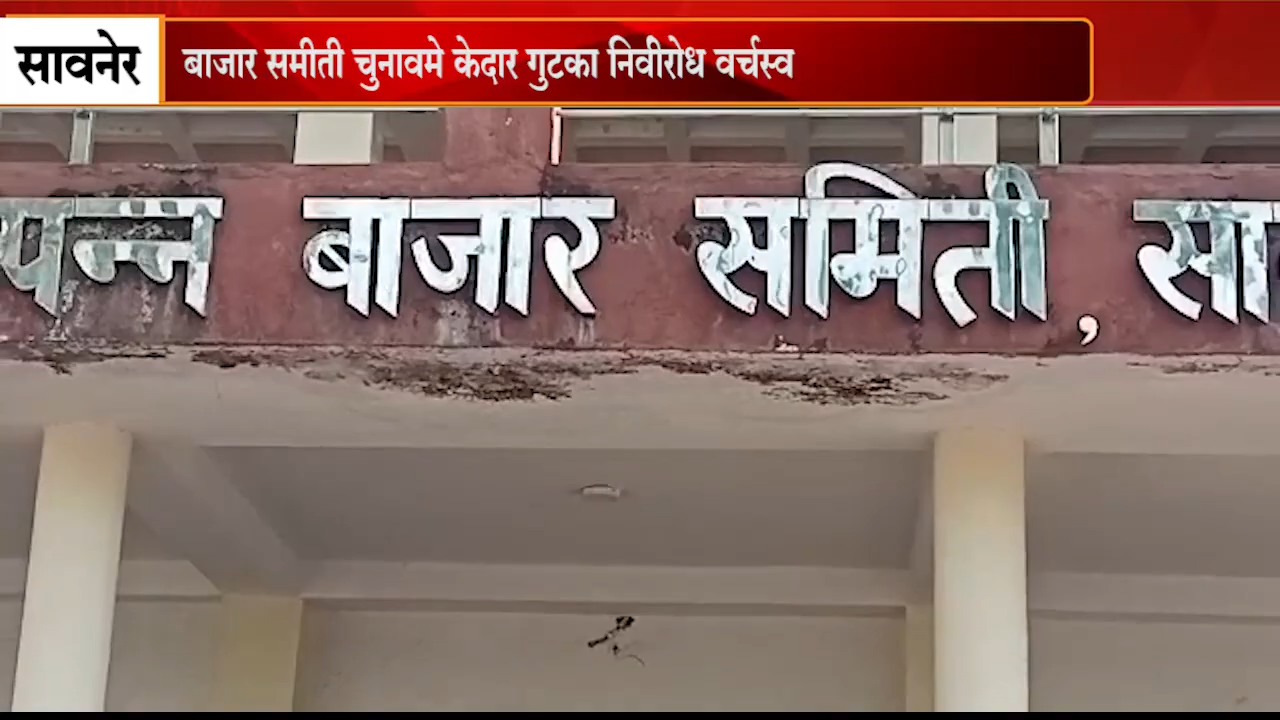 सावनेर
बाजार समीती चुनावमे केदार गुटका निवीरोध वर्चस्व
बाजार समिती,